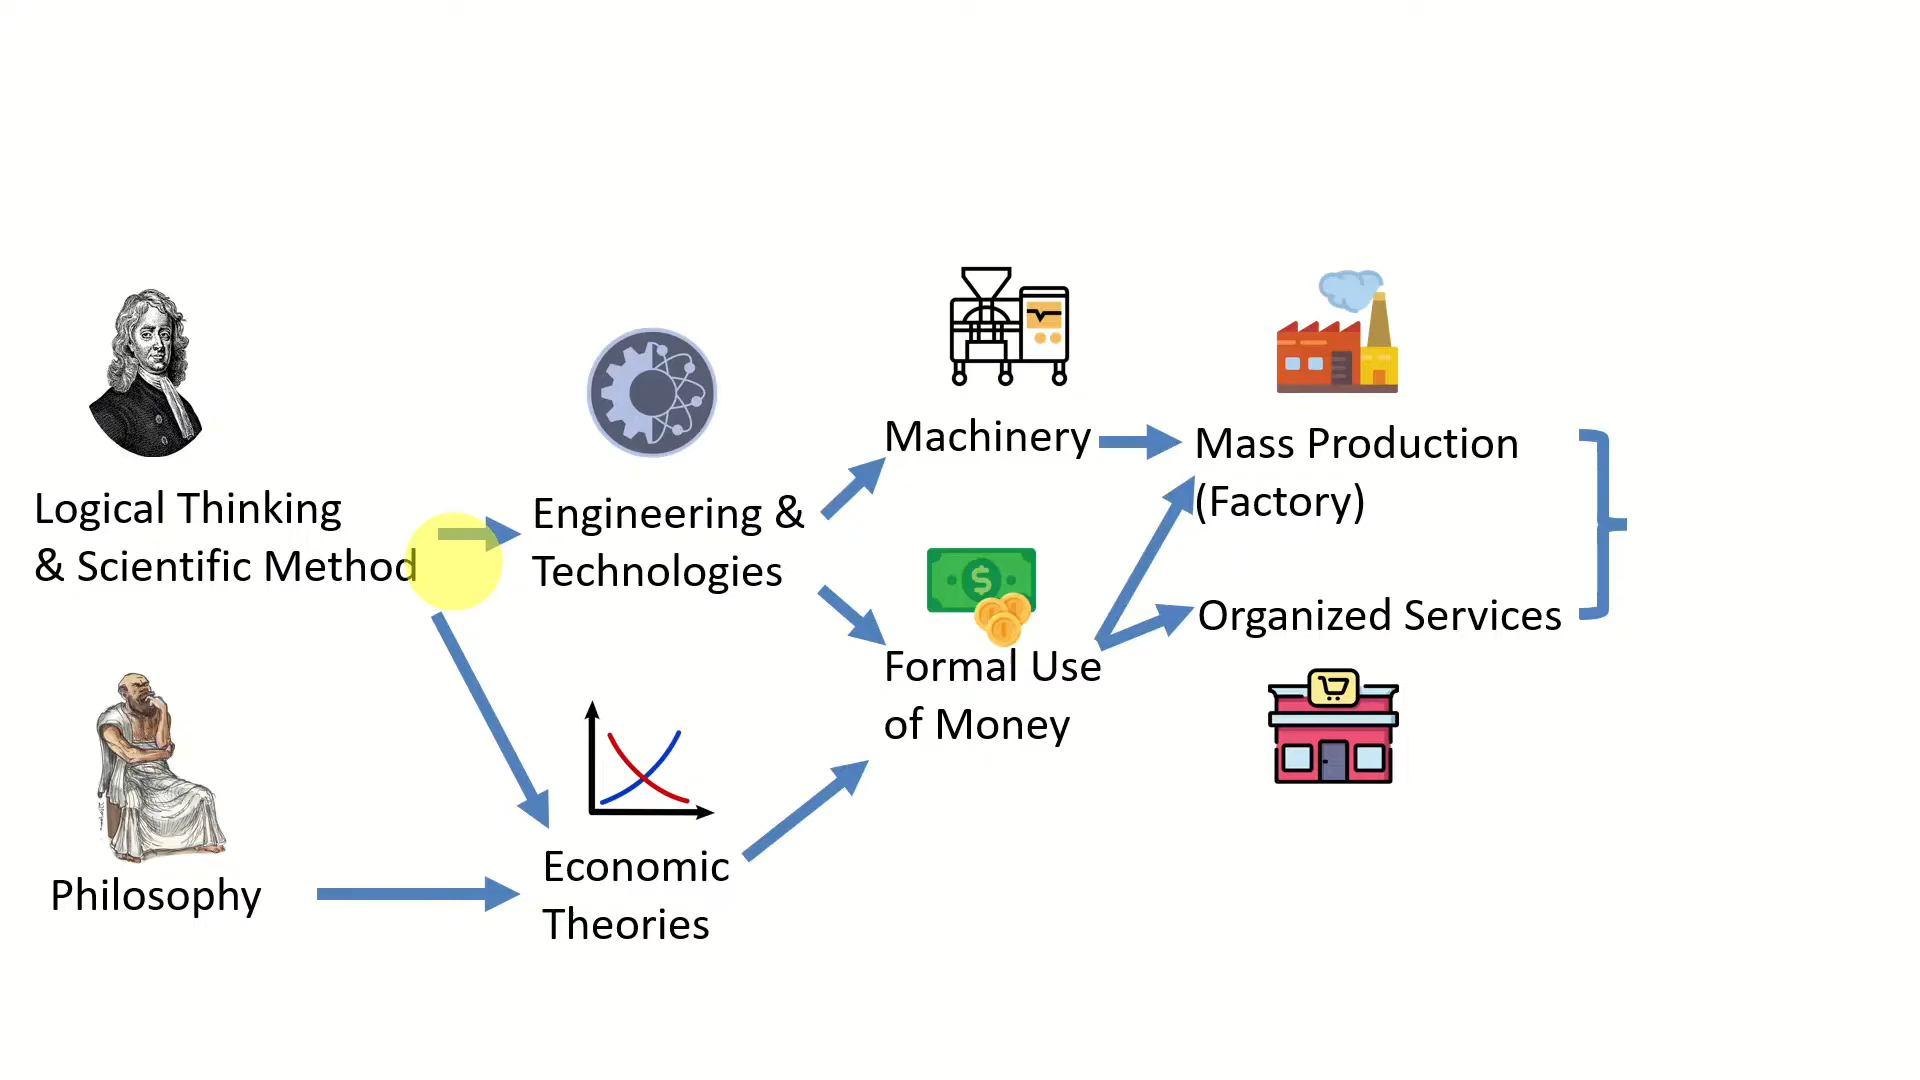 Logical Thinking
& Scientific Method
Philosophy
Engineering &
Technologies
Economic
Theories
Machinery
$
Formal Use
of Money
Mass Production
(Factory)
Organized Services